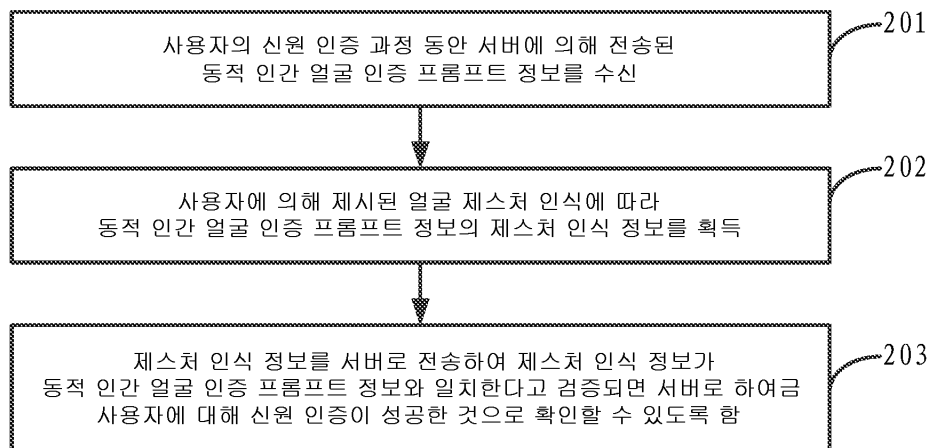 사용자의 신원 인증 과정 동안 서버에 의해 전송된
동적 인간 얼굴 인증 프롬프트 정보를 수신
201
사용자에 의해 제시된 얼굴 제스처 인식에 따라
동적 인간 얼굴 인증 프롬프트 정보의 제스처 인식 정보를 획득
202
제스처 인식 정보를 서버로 전송하여 제스처 인식 정보가
동적 인간 얼굴 인증 프롬프트 정보와 일치한다고 검증되면 서버로 하여금
사용자에 대해 신원 인증이 성공한 것으로 확인할 수 있도록 함
203